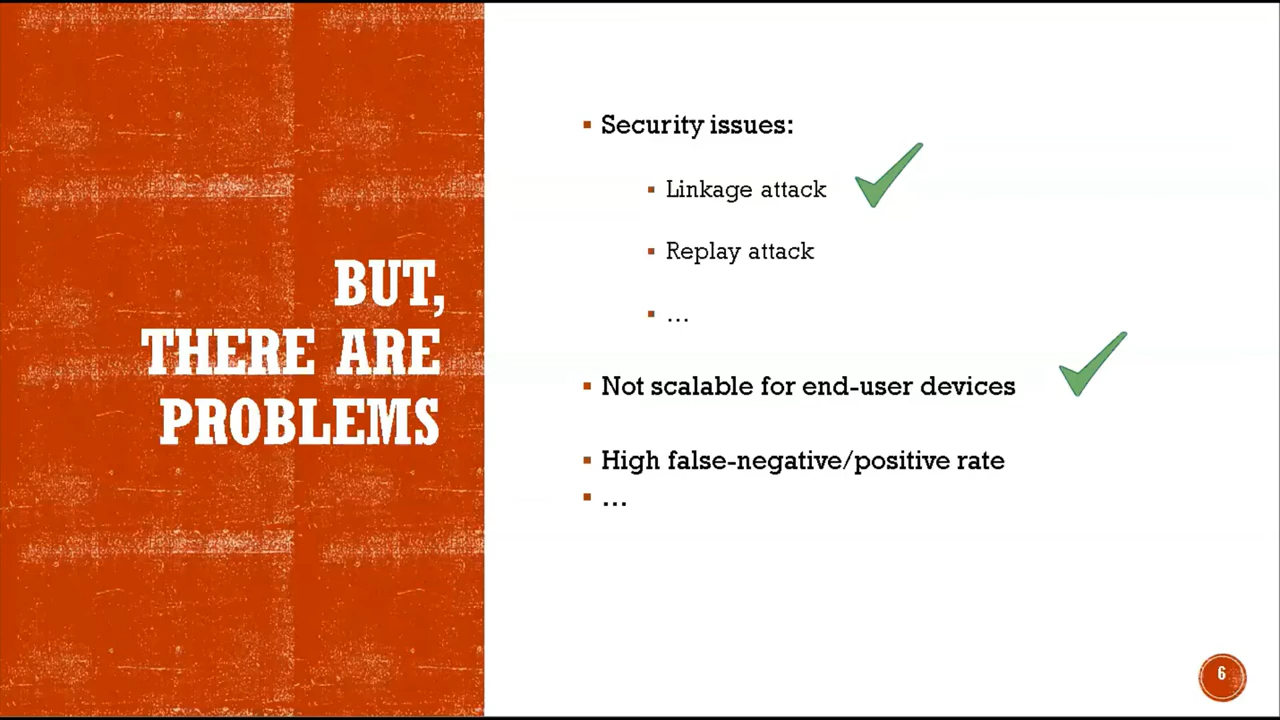 BUT,
THERE ARE
PROBLEMS
Security issues:
Linkage attack
Replay attack
...
Not scalable for end-user devices
High false-negative/positive rate
...
6